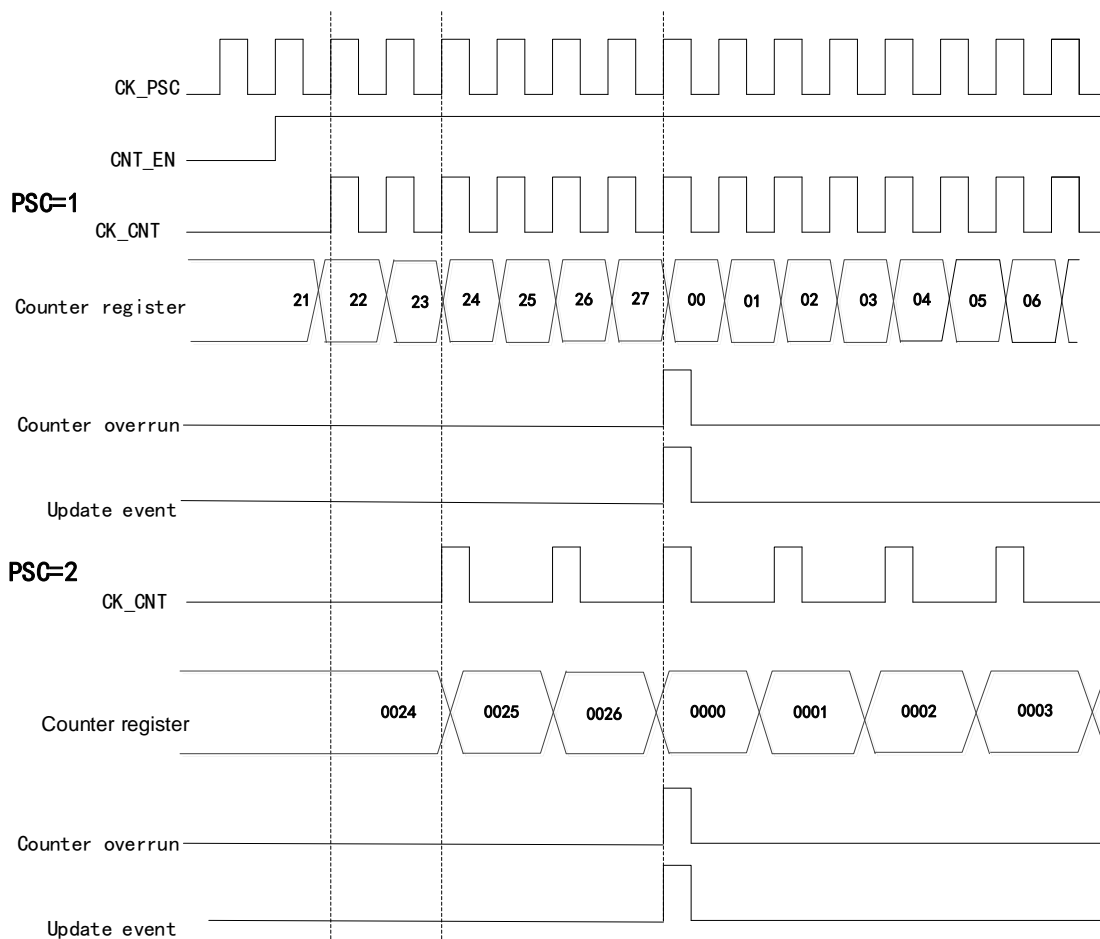 CK_PSC
CNT_EN
PSC=1
CK_CNT
Counter register 21 22 23 24 25 26 27 00 01 02 03 04 05 06
Counter overrun
Update event
PSC=2
CK_CNT
Counter register 0024 0025 0026 0000 0001 0002 0003
Counter overrun
Update event